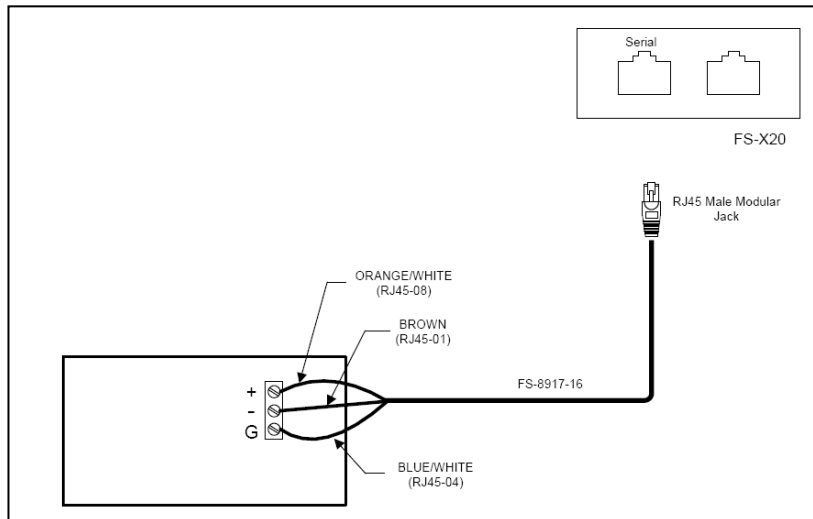 Serial
FS-X20
RJ45 Male Modular
Jack
ORANGE/WHITE
(RJ45-08)
BROWN
(RJ45-01)
FS-8917-16
+
-
G
BLUE/WHITE
(RJ45-04)